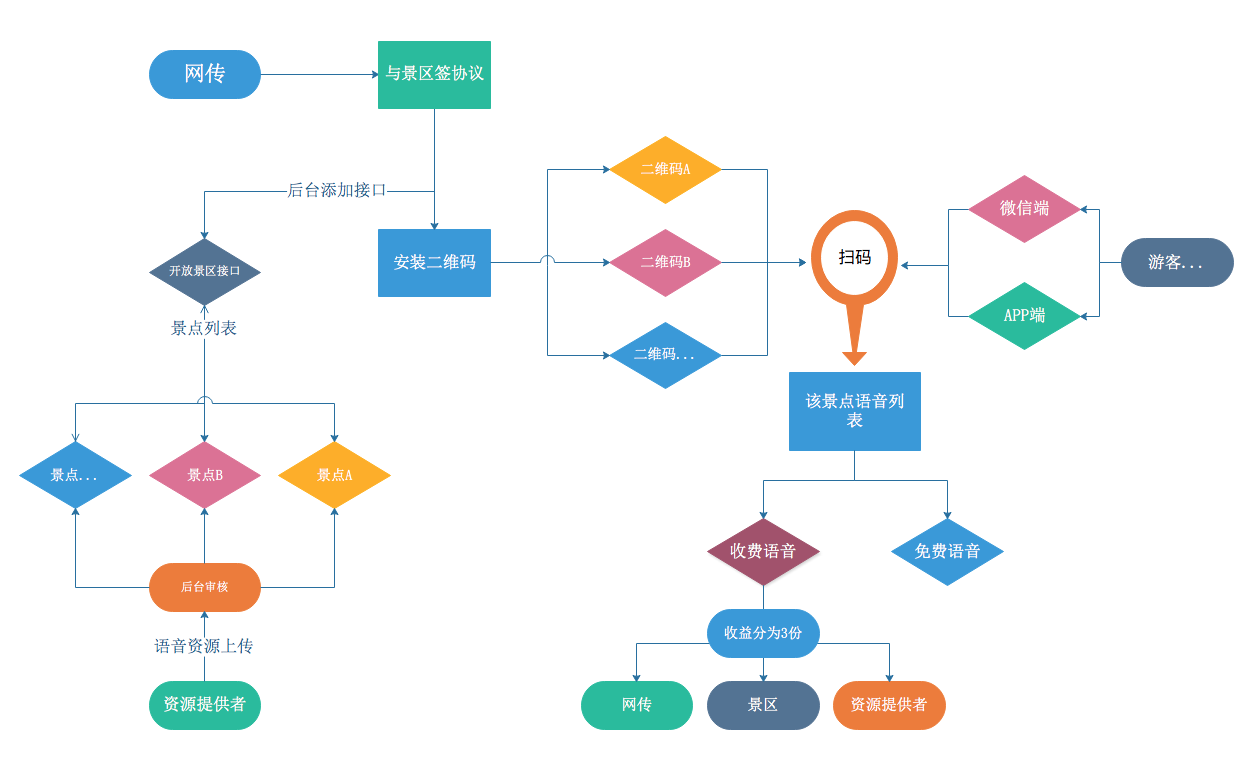 网传
与景区签协议
后台添加接口
二维码A
微信端
开放景区接口
安装二维码
二维码B
扫码
游客...
景点列表
APP端
二维码...
该景点语音列
表
景点...
景点B
景点A
收费语音
免费语音
后台审核
收益分为3份
语音资源上传
资源提供者
网传
景区
资源提供者